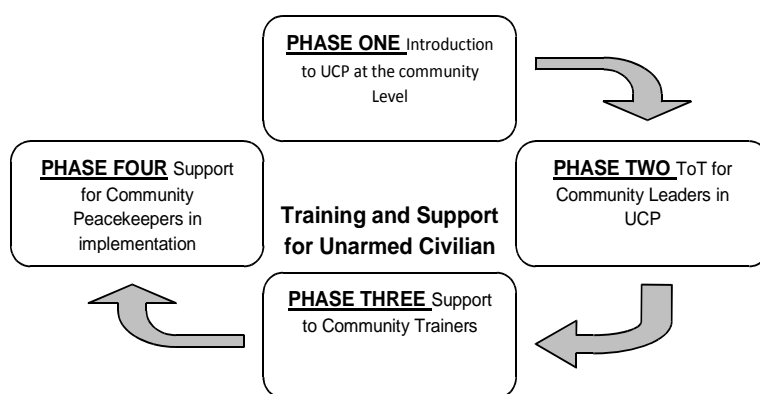 PHASE ONE Introduction
to UCP at the community
Level
PHASE FOUR Support
for Community
Peacekeepers in
implementation
PHASE TWO ToT for
Community Leaders in
UCP
Training and Support
for Unarmed Civilian
PHASE THREE Support
to Community Trainers